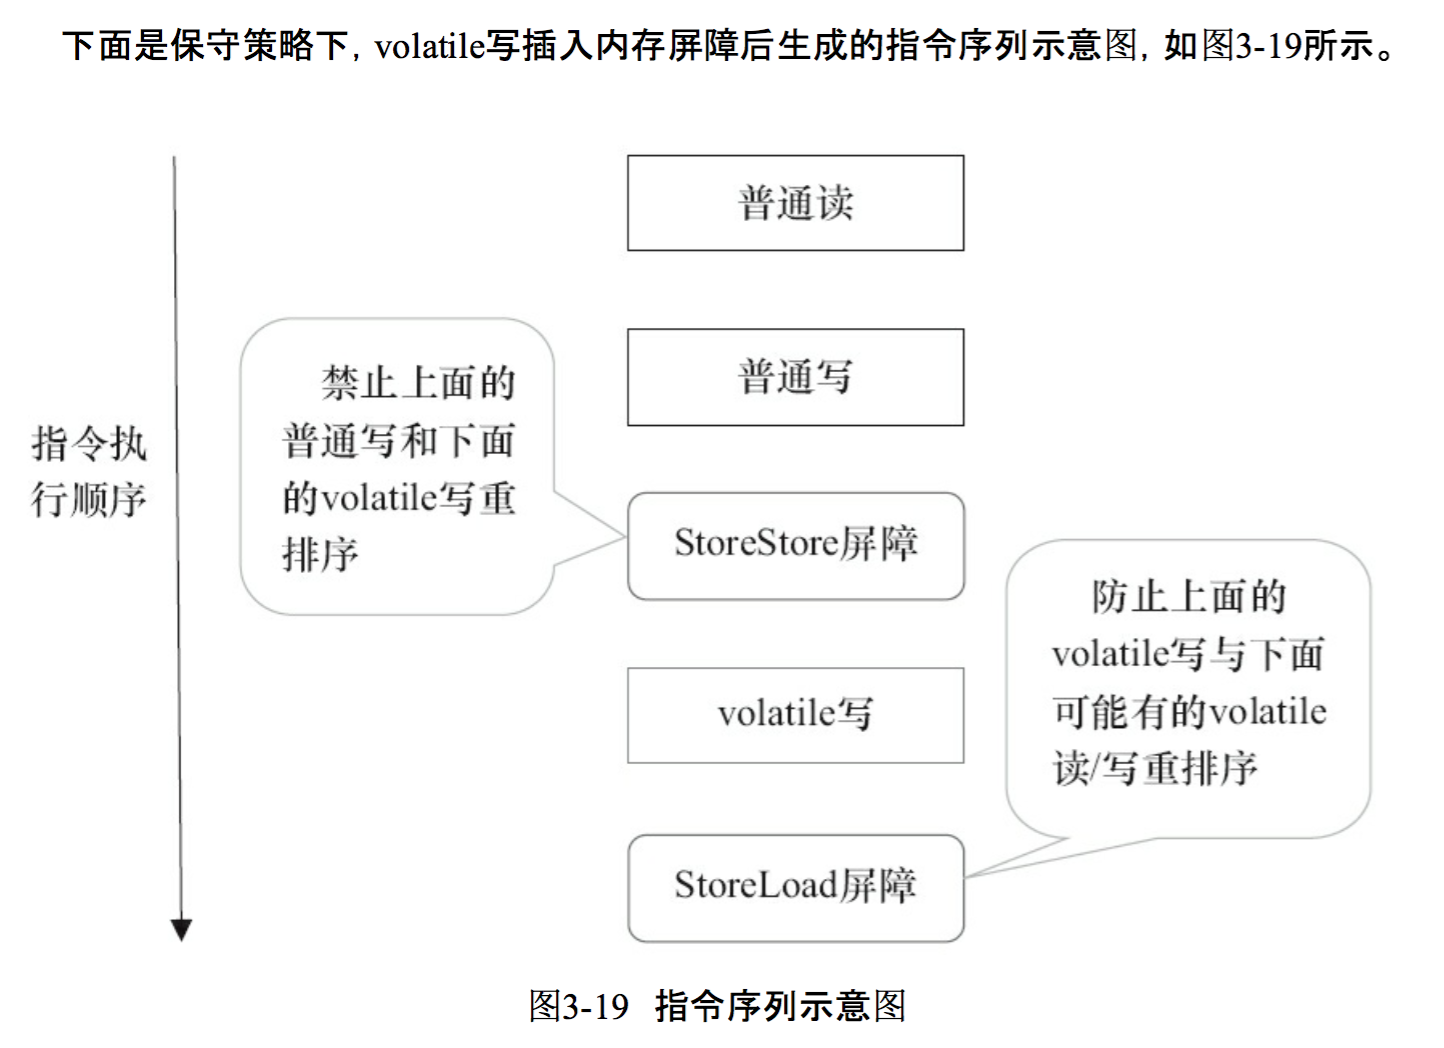 下面是保守策略下，volatile写插入内存屏障后生成的指令序列示意图，如图3-19所示。
普通读
普通写
禁止上面的
普通写和下面
的volatile写重
排序
指令执
行顺序
StoreStore屏障
防止上面的
volatile写与下面
可能有的volatile
读/写重排序
volatile写
StoreLoad屏障
图3-19 指令序列示意图